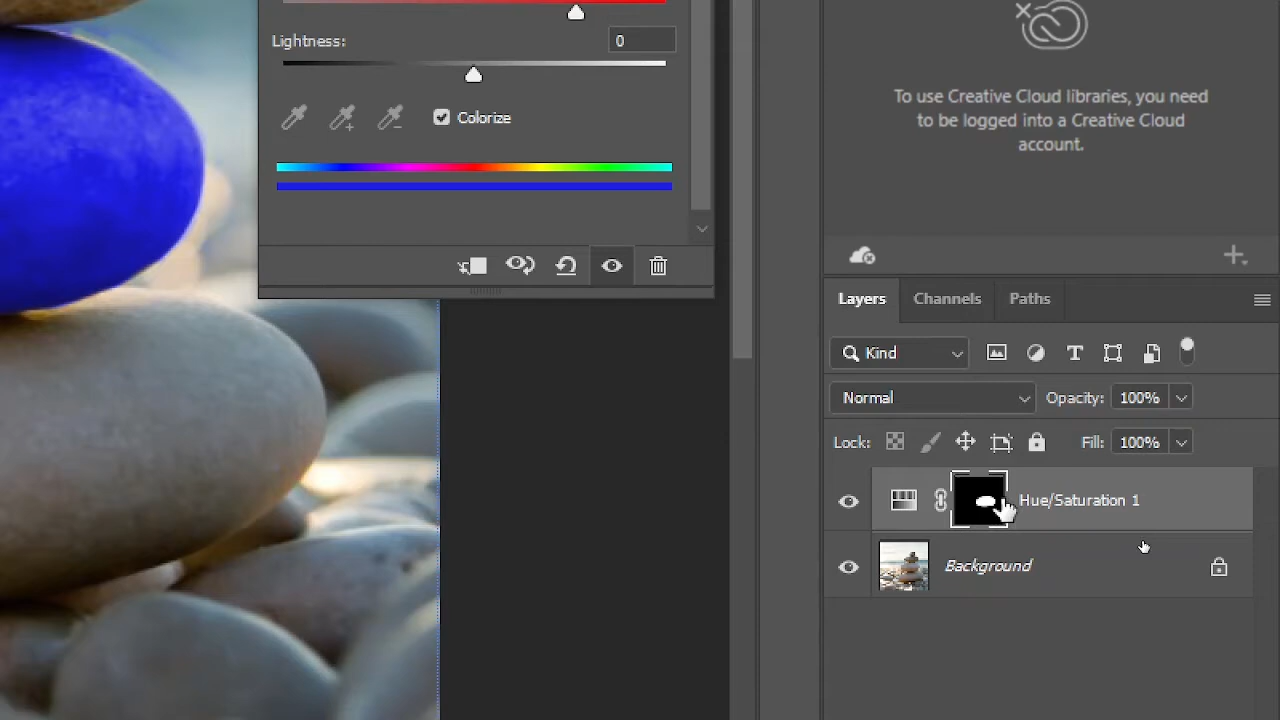 Lightness:
0
Colorize
To use Creative Cloud libraries, you need
to be logged into a Creative Cloud
account.
Layers
Channels
Paths
Kind
Normal
Opacity:
100%
Lock:
Fill:
100%
Hue/Saturation 1
Background